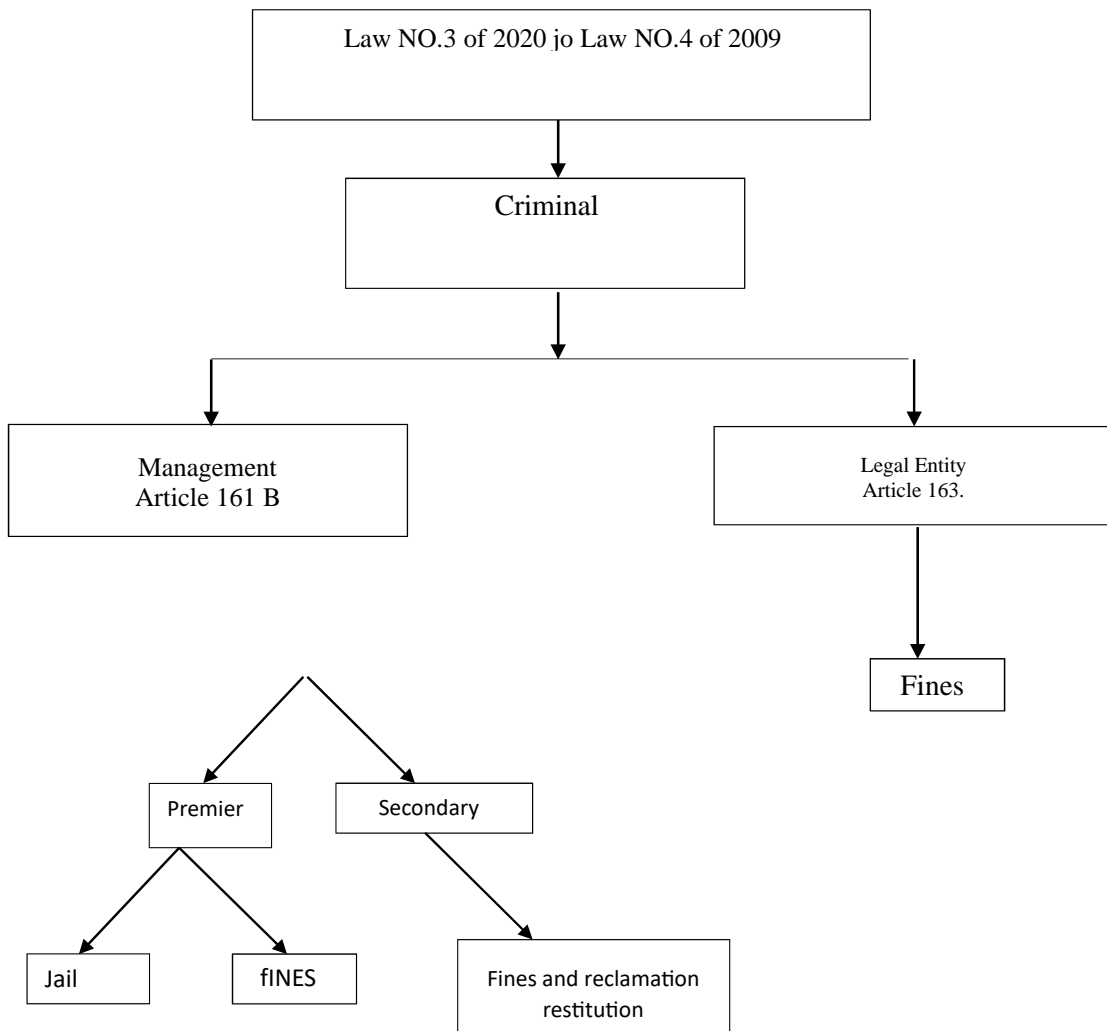 Law NO.3 of 2020 jo Law NO.4 of 2009
Criminal
Management
Article 161 B
Legal Entity
Article 163.
Fines
Premier
Secondary
Jail
fINES
Fines and reclamation
restitution